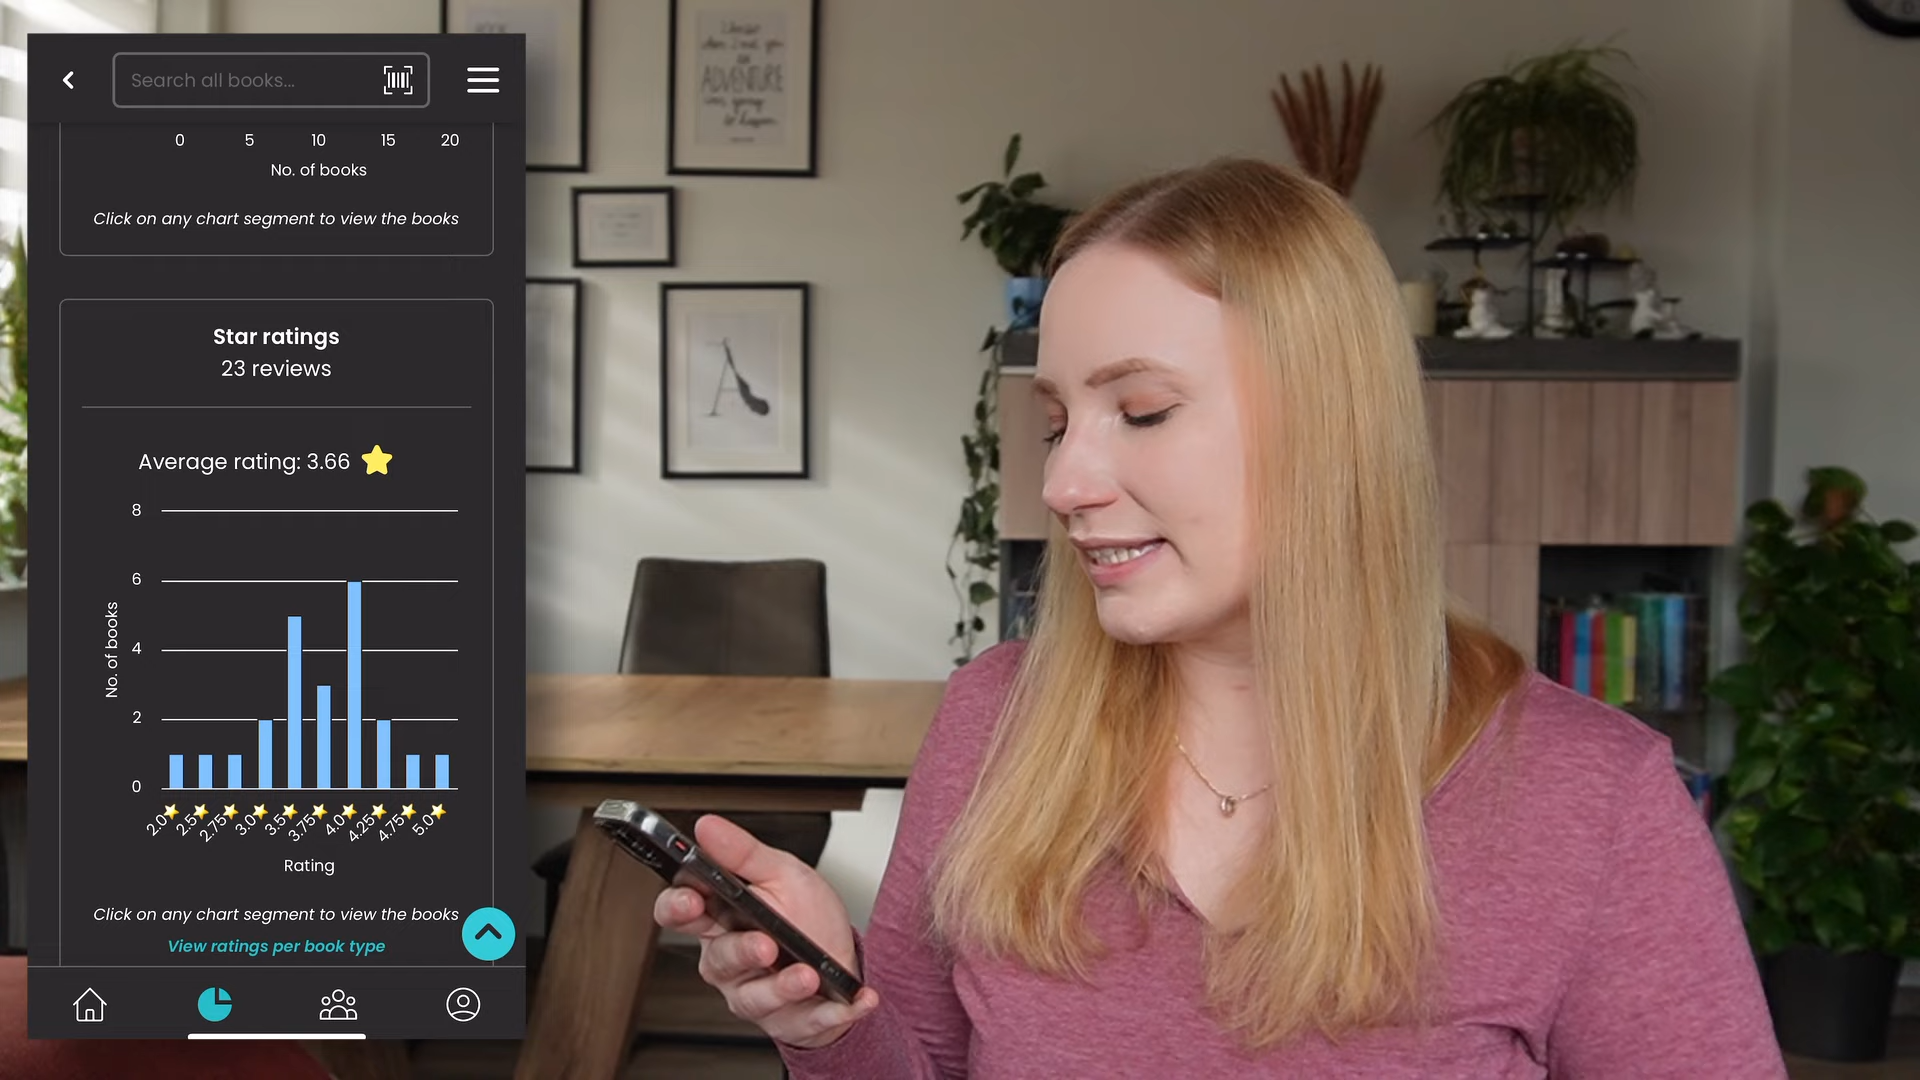 Search all books...
0 5 10 15 20
No. of books
Click on any chart segment to view the books
Star ratings
23 reviews
Average rating: 3.66
8
6
4
2
0
No. of books
2.0 2.5 2.75 3.0 3.5 3.75 4.0 4.25 4.75 5.0
Rating
Click on any chart segment to view the books
View ratings per book type
ADVENTURE
A